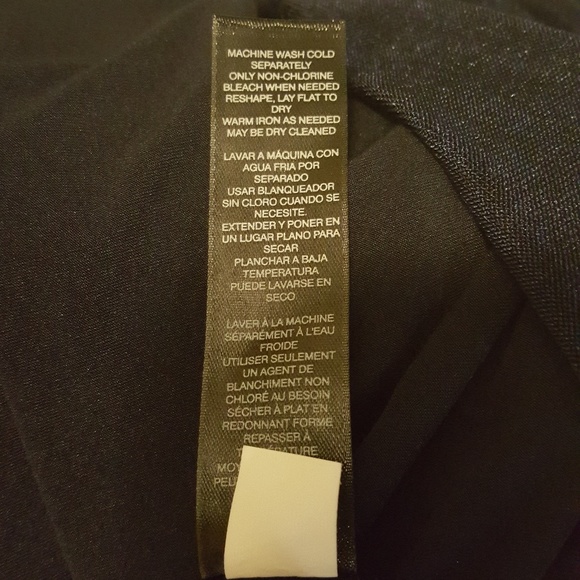 MACHINE WASH COLD
SEPARATELY
ONLY NON-CHLORINE
BLEACH WHEN NEEDED
RESHAPE, LAY FLAT TO
DRY
WARM IRON AS NEEDED
MAY BE DRY CLEANED
LAVAR A MÁQUINA CON
AGUA FRIA POR
SEPARADO
USAR BLANQUEADOR
SIN CLORO CUANDO SE
NECESITE.
EXTENDER Y PONER EN
UN LUGAR PLANO PARA
SECAR
PLANCHAR A BAJA
TEMPERATURA
PUEDE LAVARSE EN
SECO
LAVER À LA MACHINE
SÉPARÉMENT À L'EAU
FROIDE
UTILISER SEULEMENT
UN AGENT DE
BLANCHIMENT NON
CHLORÉ AU BESOIN
SÉCHER À PLAT EN
REDONNANT FORME
REPASSER À